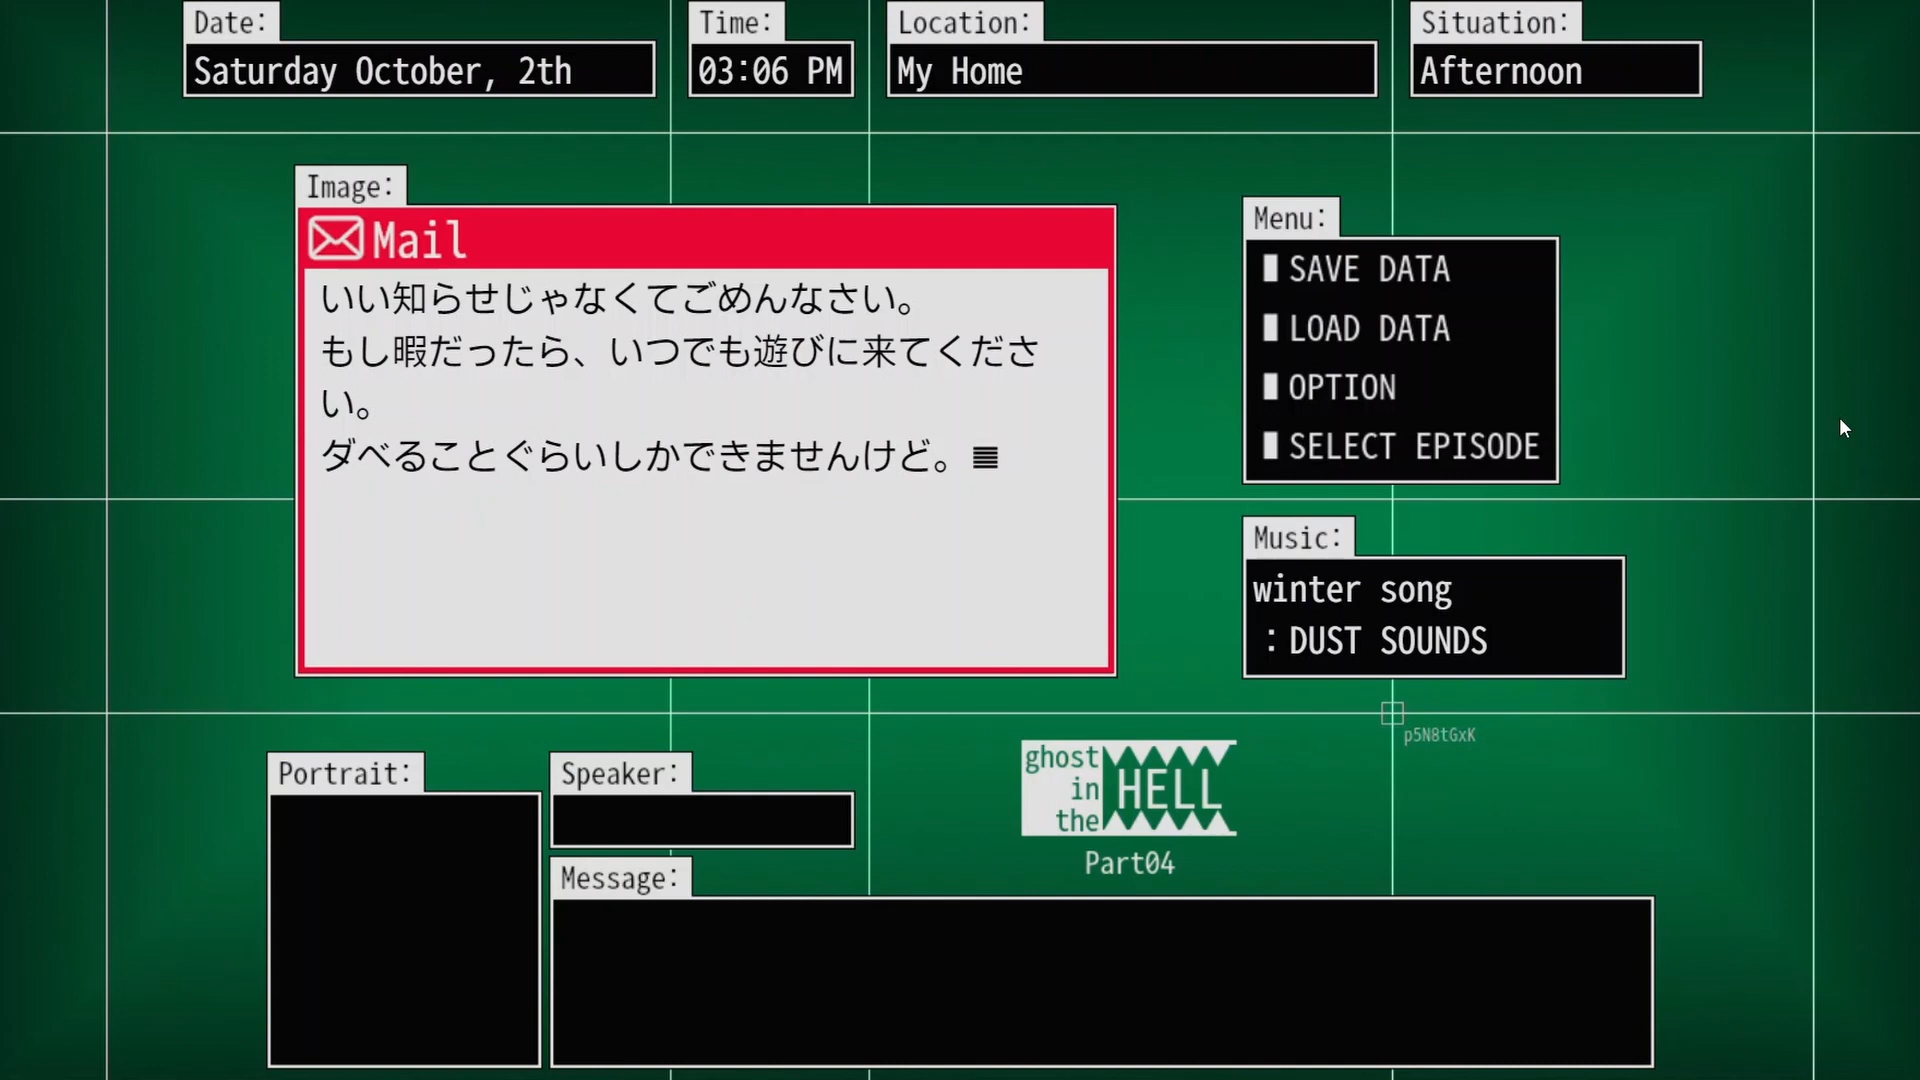 Date:
Saturday October, 2th
Time:
03:06 PM
Location:
My Home
Situation:
Afternoon
Image:
Mail
いい知らせじゃなくてごめんなさい。
もし暇だったら、いつでも遊びに来てくださ
い。
ダべることぐらいしかできませんけど。
Menu:
SAVE DATA
LOAD DATA
OPTION
SELECT EPISODE
Music:
winter song
:DUST SOUNDS
p5N8tGxK
ghost
in
the
HELL
Part04
Portrait:
Speaker:
Message: